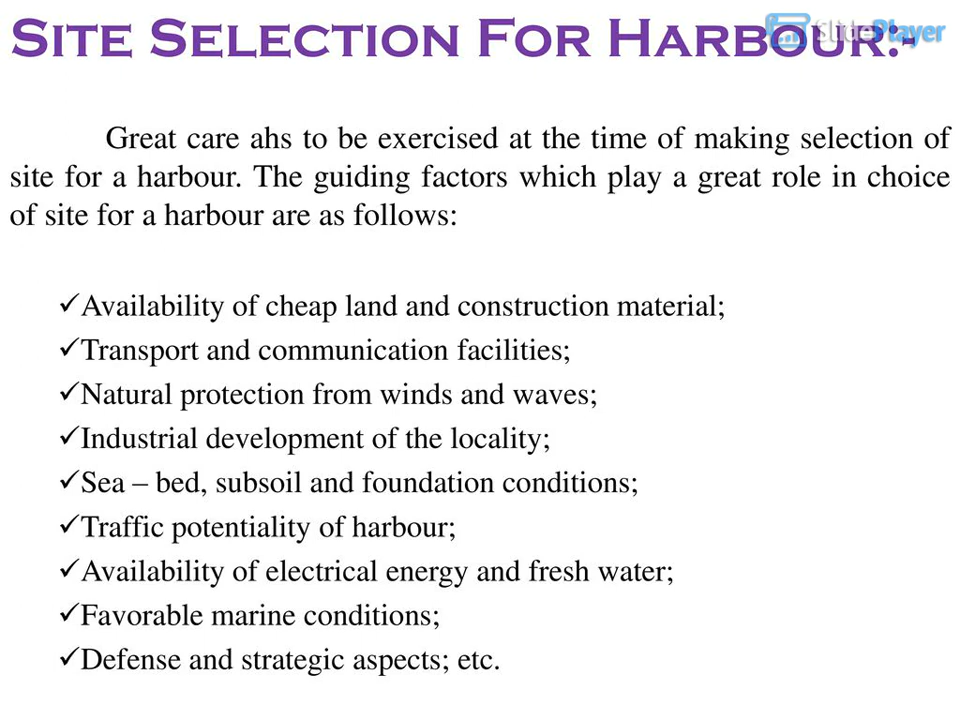 Site Selection For Harbour:-
SlidePlayer
Great care ahs to be exercised at the time of making selection of
site for a harbour. The guiding factors which play a great role in choice
of site for a harbour are as follows:
✓Availability of cheap land and construction material;
✓Transport and communication facilities;
✓Natural protection from winds and waves;
✓Industrial development of the locality;
✓Sea – bed, subsoil and foundation conditions;
✓Traffic potentiality of harbour;
✓Availability of electrical energy and fresh water;
✓Favorable marine conditions;
✓Defense and strategic aspects; etc.